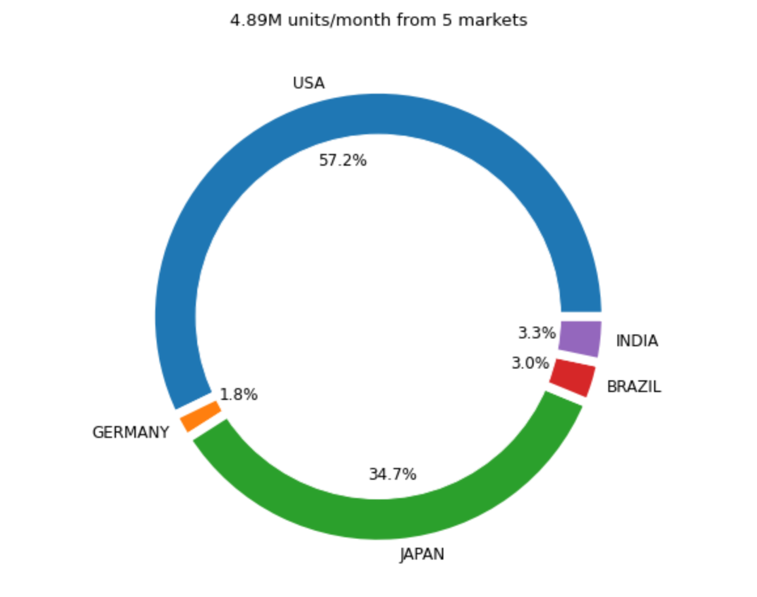 4.89M units/month from 5 markets
USA
57.2%
3.3%
INDIA
3.0%
BRAZIL
1.8%
GERMANY
34.7%
JAPAN